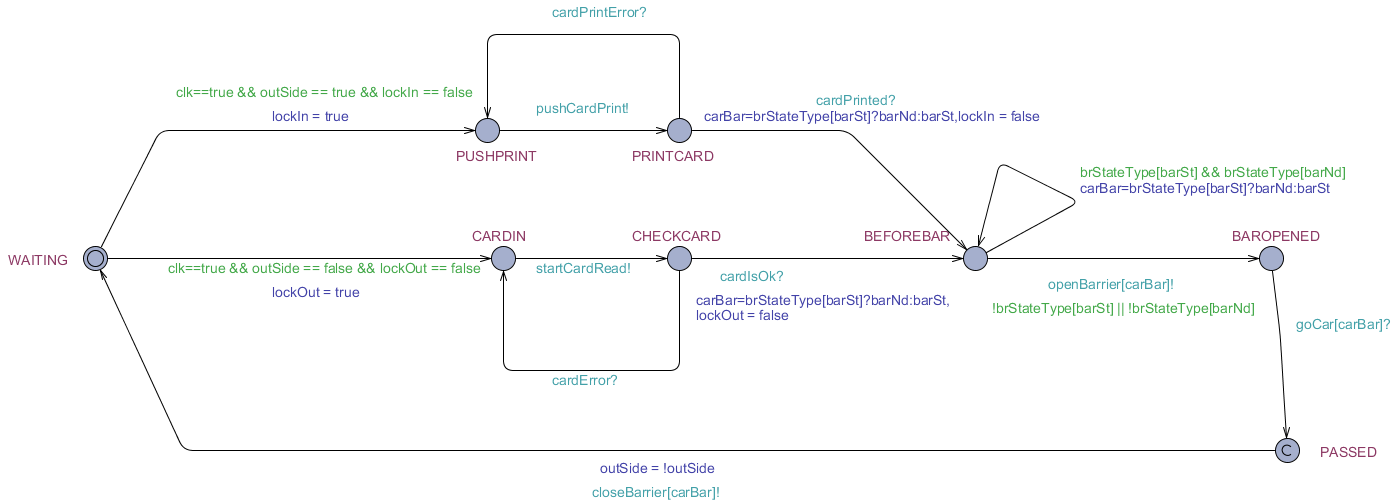 cardPrintError?
clk==true && outSide == true && lockIn == false
lockIn = true
pushCardPrint!
cardPrinted?
carBar=brStateType[barSt]?barNd:barSt,lockIn = false
PUSHPRINT
PRINTCARD
brStateType[barSt] && brStateType[barNd]
carBar=brStateType[barSt]?barNd:barSt
WAITING
CARDIN
CHECKCARD
BEFOREBAR
BAROPENED
clk==true && outSide == false && lockOut == false
lockOut = true
startCardRead!
cardIsOk?
carBar=brStateType[barSt]?barNd:barSt,
lockOut = false
openBarrier[carBar]!
!brStateType[barSt] || !brStateType[barNd]
goCar[carBar]?
cardError?
C
PASSED
outSide = !outSide
closeBarrier[carBar]!